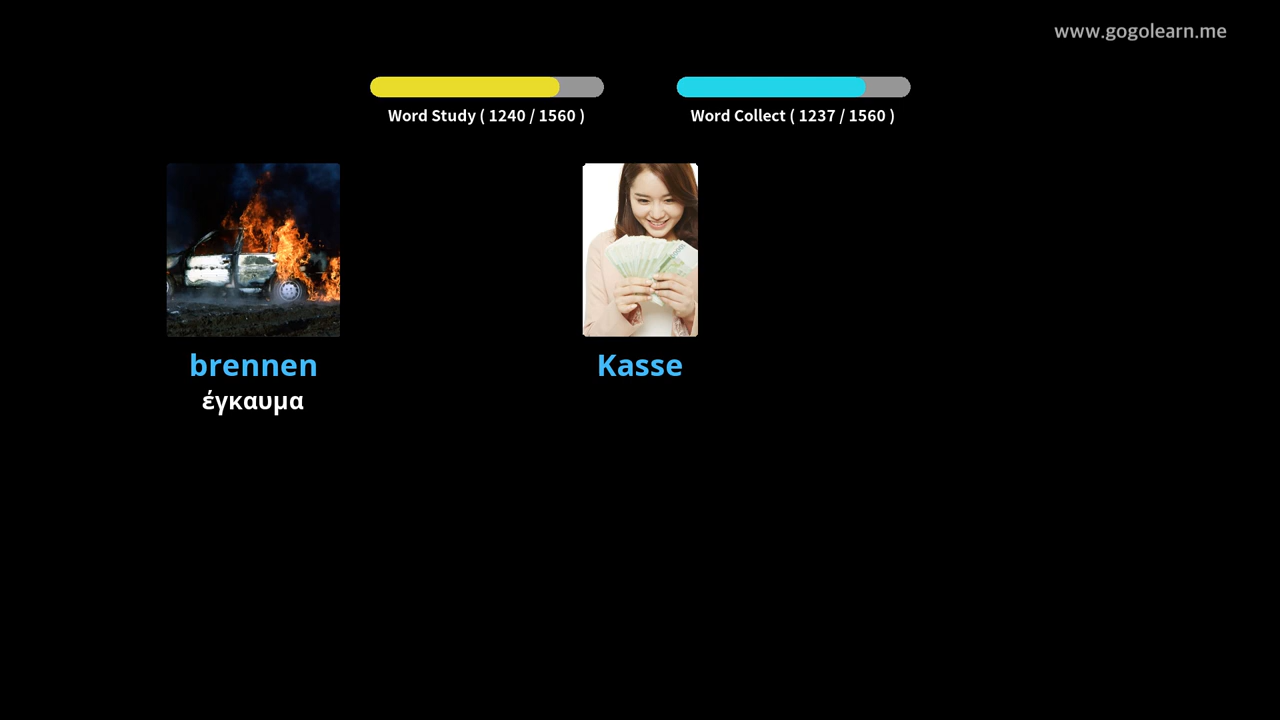 www.gogolearn.me
Word Study ( 1240 / 1560 )
Word Collect ( 1237 / 1560 )
brennen
έγκαυμα
Kasse